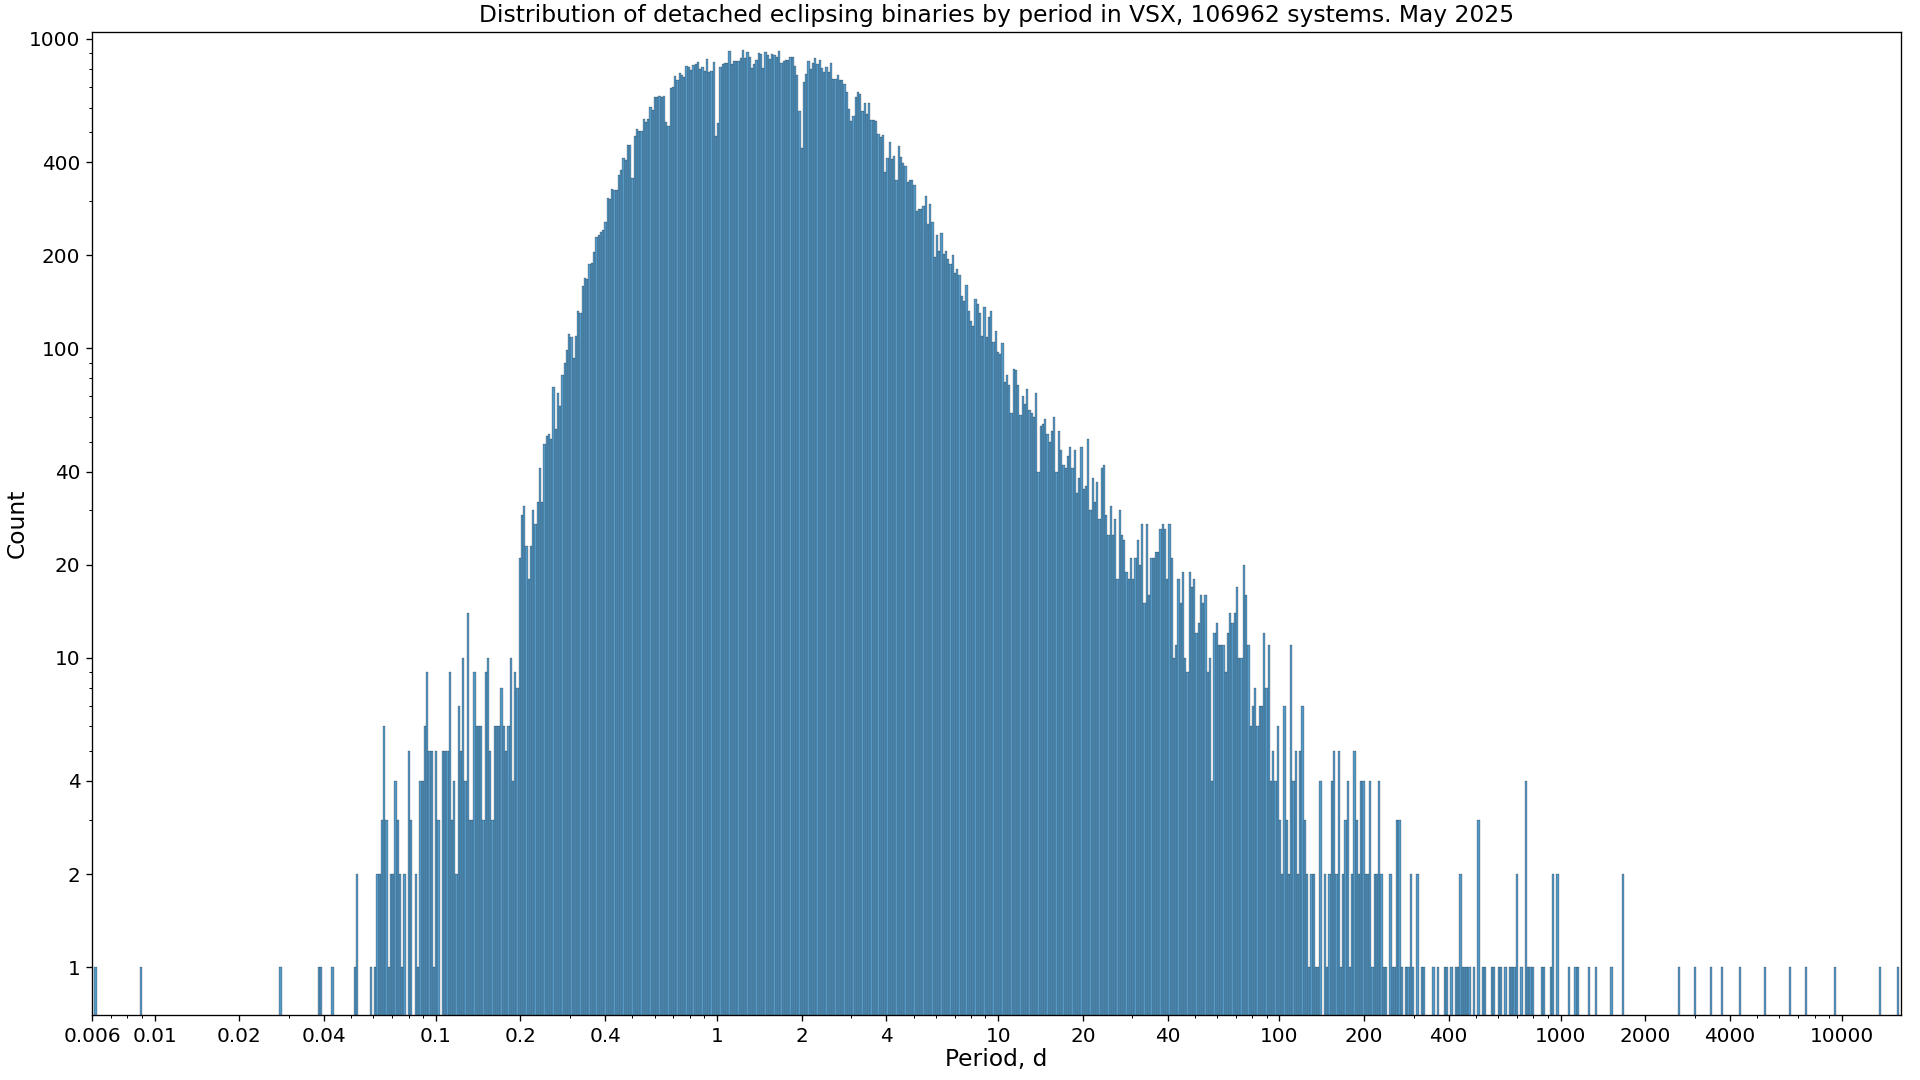 Distribution of detached eclipsing binaries by period in VSX, 106962 systems. May 2025
1000
400
200
100
40
20
10
4
2
1
Count
0.006 0.01 0.02 0.04 0.1 0.2 0.4 1 2 4 10 20 40 100 200 400 1000 2000 4000 10000
Period, d